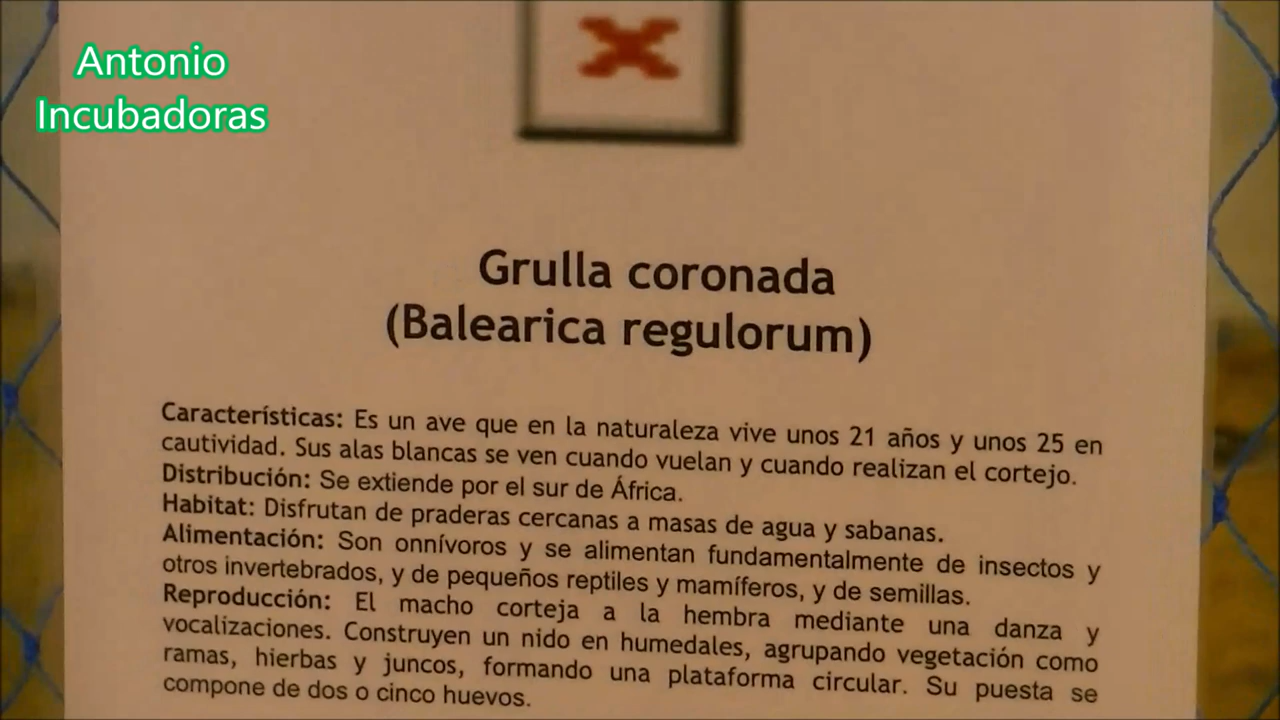 Antonio
Incubadoras
Grulla coronada
(Balearica regulorum)
Características: Es un ave que en la naturaleza vive unos 21 años y unos 25 en
cautividad. Sus alas blancas se ven cuando vuelan y cuando realizan el cortejo.
Distribución: Se extiende por el sur de África.
Habitat: Disfrutan de praderas cercanas a masas de agua y sabanas.
Alimentación: Son onnívoros y se alimentan fundamentalmente de insectos y
otros invertebrados, y de pequeños reptiles y mamíferos, y de semillas.
Reproducción: El macho corteja a la hembra mediante una danza y
vocalizaciones. Construyen un nido en humedales, agrupando vegetación como
ramas, hierbas y juncos, formando una plataforma circular. Su puesta se
compone de dos o cinco huevos.